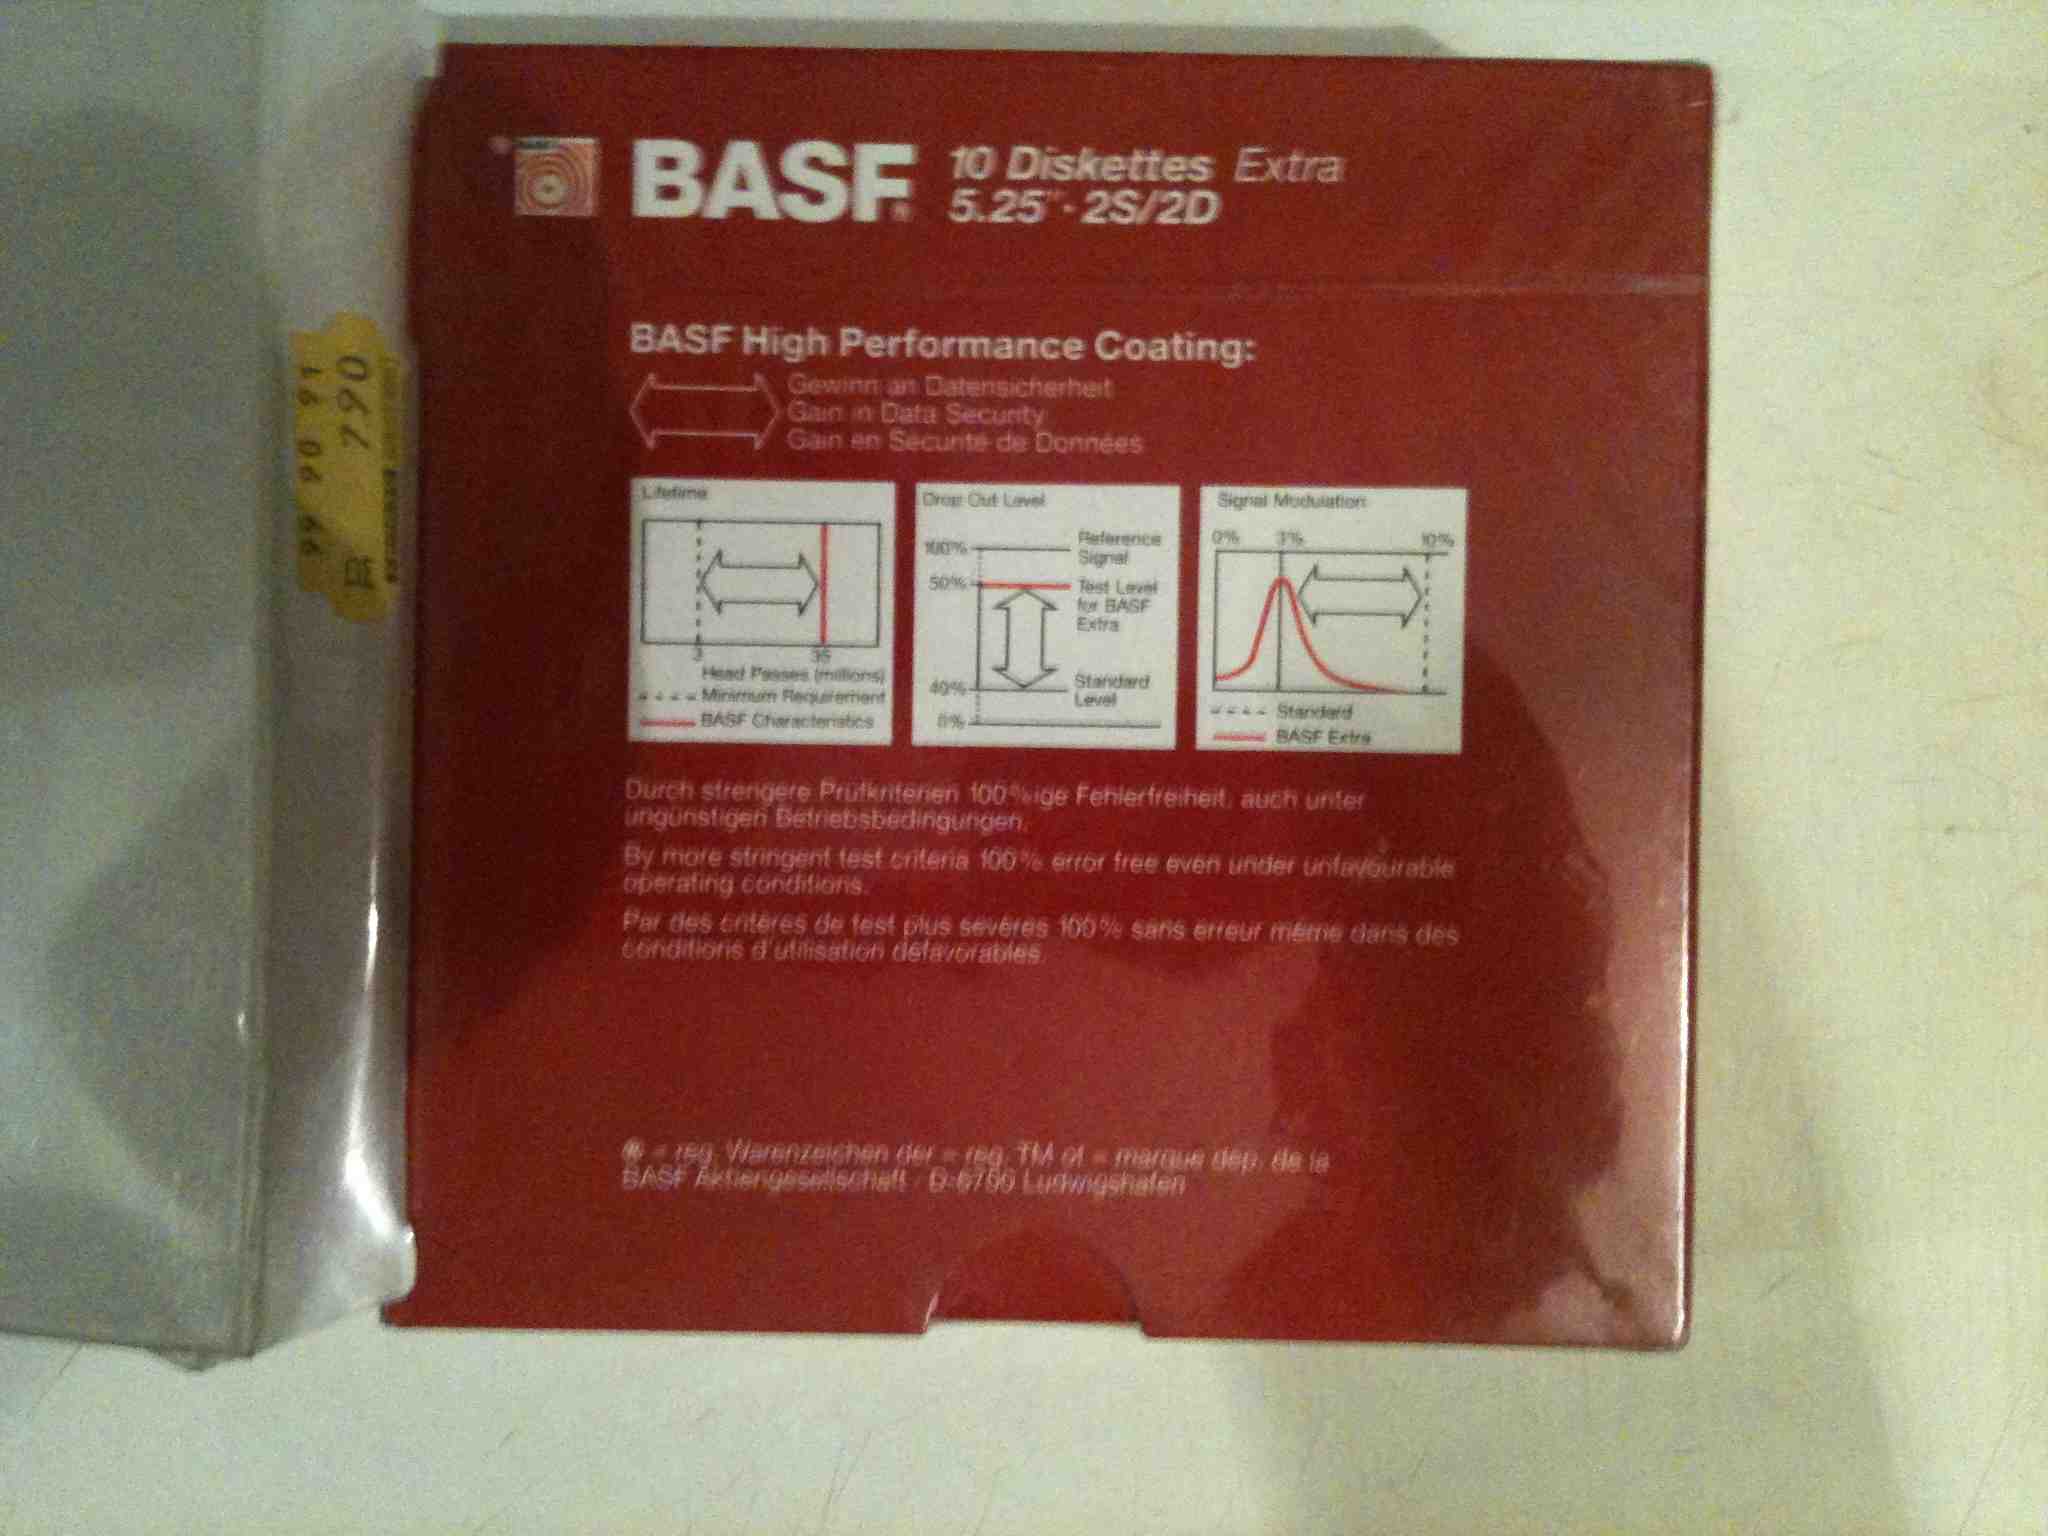 BASF® 10 Diskettes Extra
5.25"·2S/2D
BASF High Performance Coating:
Gewinn an Datensicherheit
Gain in Data Security
Gain en Sécurité de Données
Lifetime
3 35
Head Passes (millions)
Minimum Requirement
BASF Characteristics
Drop Out Level
100% Reference
Signal
50% Test Level
for BASF
Extra
40% Standard
Level
0%
Signal Modulation
0% 3% 10%
Standard
BASF Extra
Durch strengere Prüfkriterien 100%ige Fehlerfreiheit, auch unter
ungünstigen Betriebsbedingungen.
By more stringent test criteria 100% error free even under unfavourable
operating conditions.
Par des critères de test plus sévères 100% sans erreur même dans des
conditions d'utilisation défavorables.
® = reg. Warenzeichen der = reg. TM of = marque dép. de la
BASF Aktiengesellschaft · D-6700 Ludwigshafen
99 90 91
790